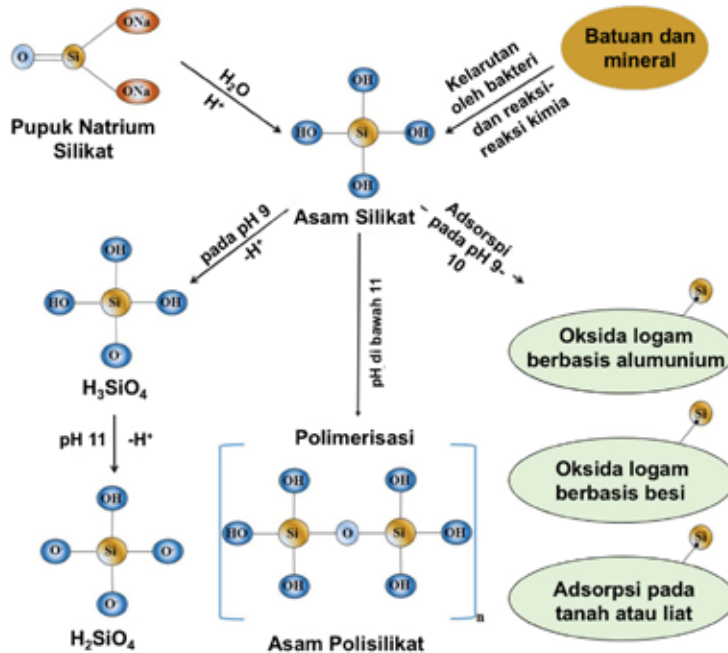 ONa
O
Si
ONa
Pupuk Natrium
Silikat
H₂O
H⁺
OH
HO
Si
OH
OH
Asam Silikat
Batuan dan
mineral
Kelarutan
oleh bakteri
dan reaksi-
reaksi kimia
pada pH 9
-H⁺
OH
HO
Si
OH
O⁻
H₃SiO₄
pH 11
-H⁺
OH
O⁻
Si
O⁻
O⁻
H₂SiO₄
pH di bawah 11
Polimerisasi
OH
OH
HO
Si
O
Si
OH
OH
OH
n
Asam Polisilikat
Adsorspi
pada pH 9-
10
Si
Oksida logam
berbasis alumunium
Si
Oksida logam
berbasis besi
Si
Adsorpsi pada
tanah atau liat